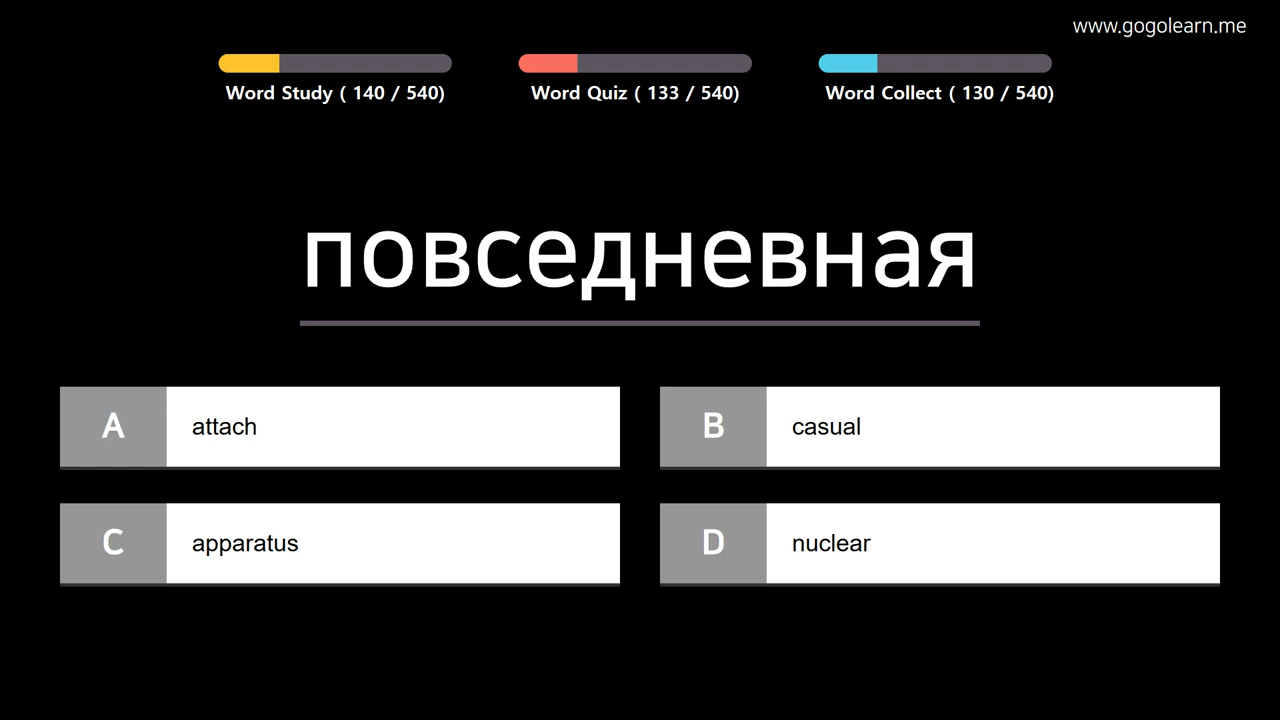 www.gogolearn.me
Word Study ( 140 / 540)
Word Quiz ( 133 / 540)
Word Collect ( 130 / 540)
повседневная
A attach
B casual
C apparatus
D nuclear